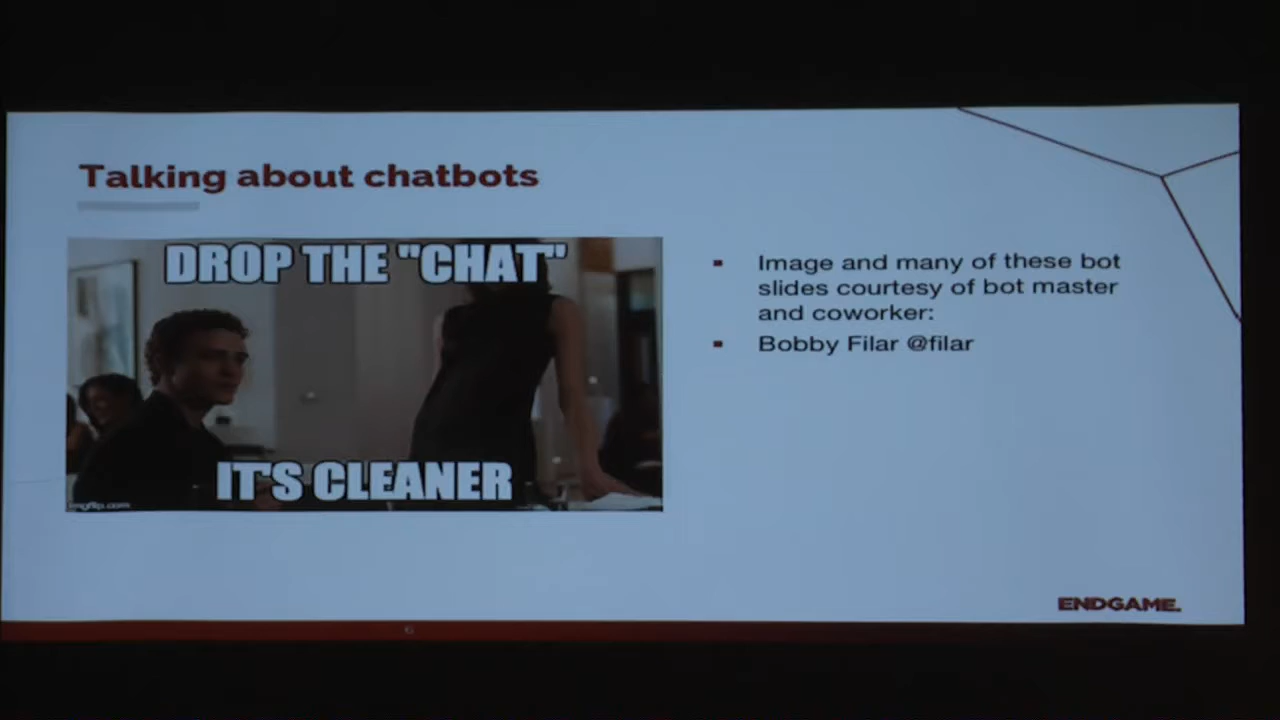 Talking about chatbots
DROP THE "CHAT"
IT'S CLEANER
imgflip.com
Image and many of these bot
slides courtesy of bot master
and coworker:
Bobby Filar @filar
ENDGAME.
6